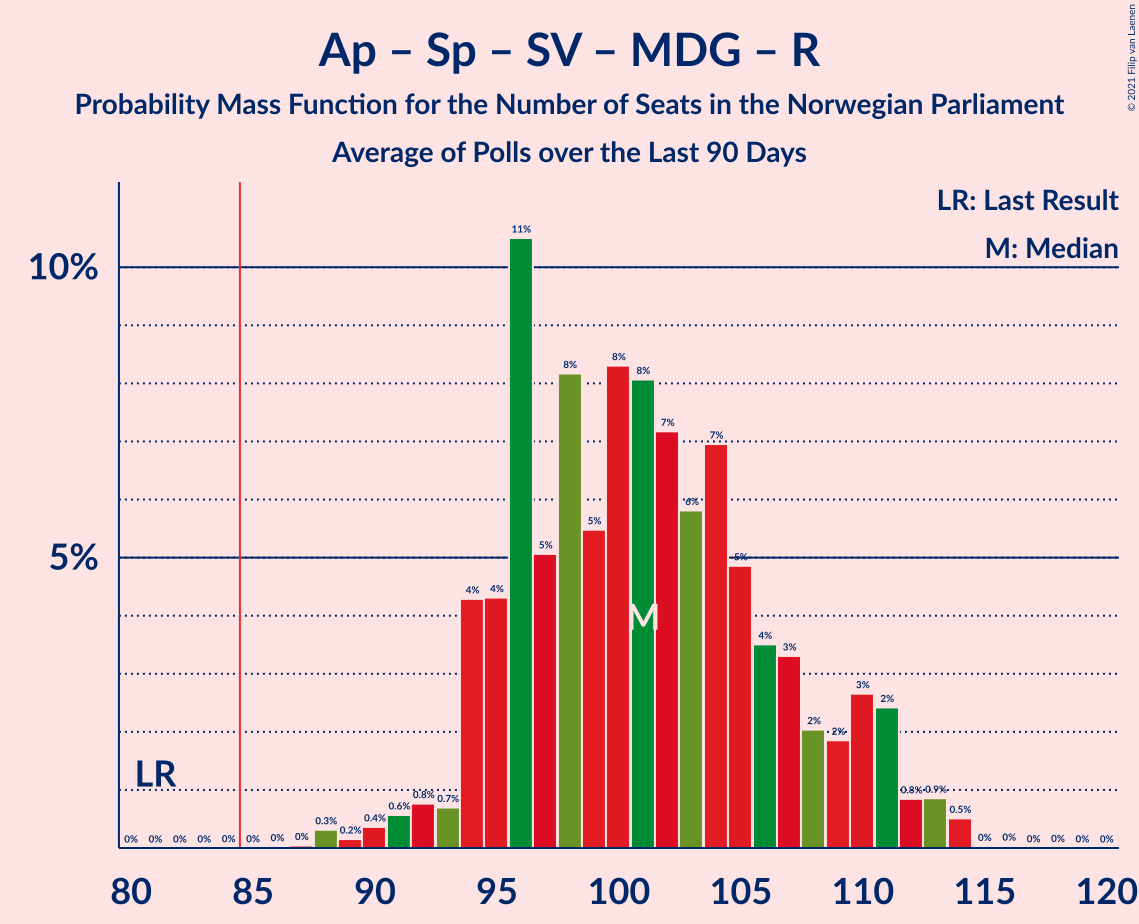 Ap – Sp – SV – MDG – R
Probability Mass Function for the Number of Seats in the Norwegian Parliament
Average of Polls over the Last 90 Days
© 2021 Filip van Laenen
LR: Last Result
M: Median
10%
5%
LR
M
0% 0% 0% 0% 0% 0% 0% 0% 0.3% 0.2% 0.4% 0.6% 0.8% 0.7% 4% 4% 11% 5% 8% 5% 8% 8% 7% 6% 7% 5% 4% 3% 2% 2% 3% 2% 0.8% 0.9% 0.5% 0% 0% 0% 0% 0% 0%
80 85 90 95 100 105 110 115 120